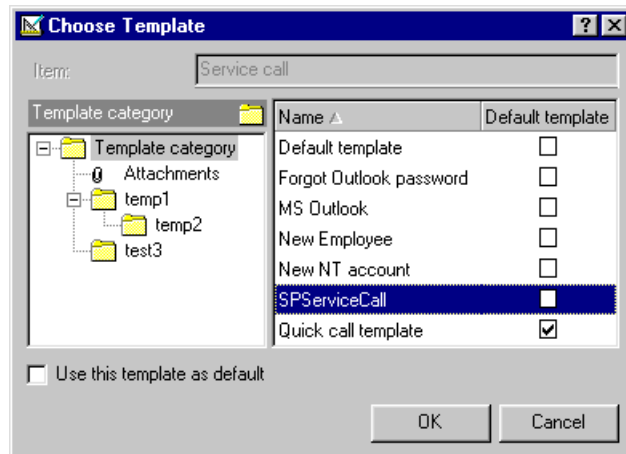 Choose Template
Item: Service call
Template category
Template category
Attachments
temp1
temp2
test3
Name Default template
Default template
Forgot Outlook password
MS Outlook
New Employee
New NT account
SPServiceCall
Quick call template
Use this template as default
OK Cancel